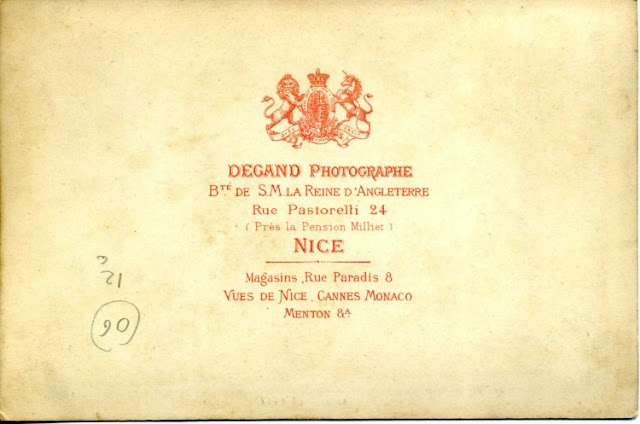 DEGAND PHOTOGRAPHE
BTÉ DE S.M. LA REINE D'ANGLETERRE
Rue Pastorelli 24
(Près la Pension Milliet)
NICE
Magasins, Rue Paradis 8
VUES DE NICE, CANNES MONACO
MENTON &A